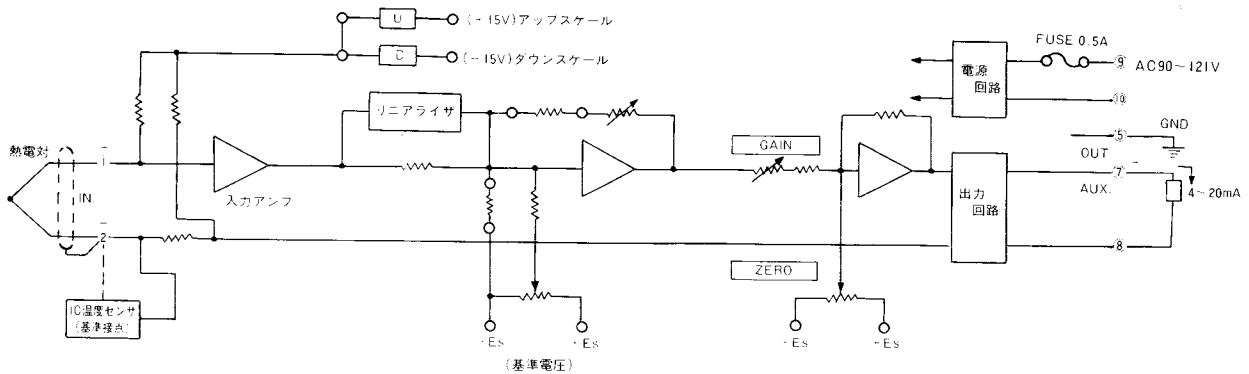 U
(+15V)アップスケール
D
(-15V)ダウンスケール
FUSE 0.5A
⑨
AC90~121V
電源
回路
⑩
リニアライザ
熱電対
1
IN.
入力アンプ
GAIN
⑤
GND
OUT
⑦
AUX.
4~20mA
出力
回路
2
⑧
ZERO
IC温度センサ
(基準接点)
-Es
-Es
-Es
-Es
(基準電圧)